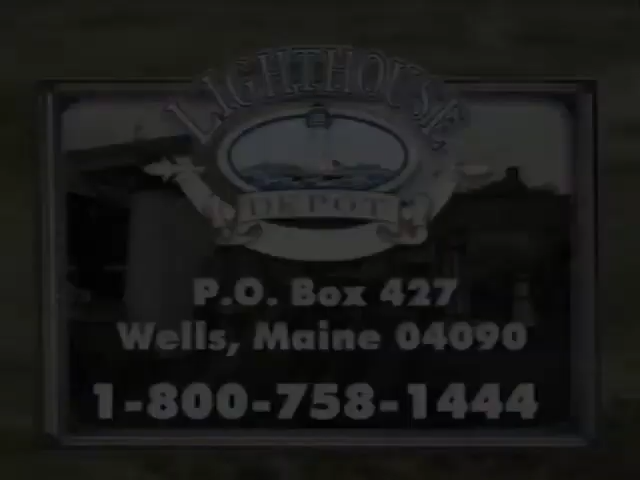 LIGHTHOUSE
DEPOT
P.O. Box 427
Wells, Maine 04090
1-800-758-1444